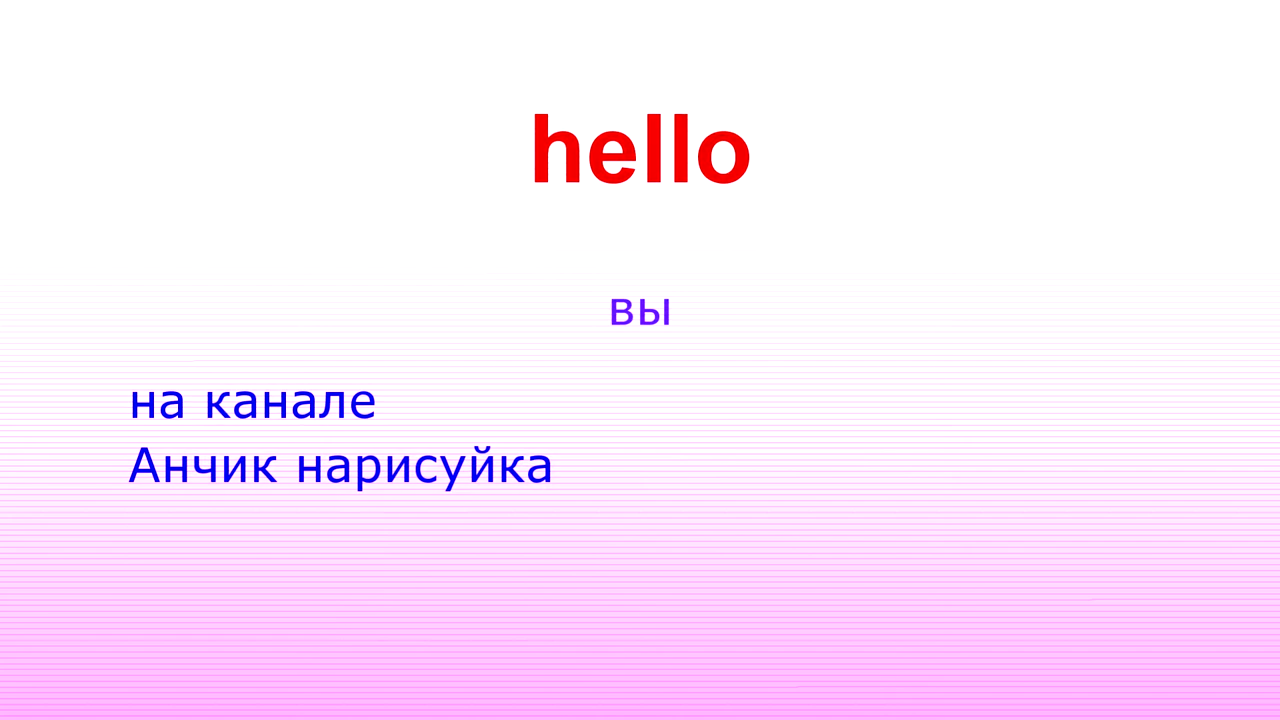 hello
вы
на канале
Анчик нарисуйка